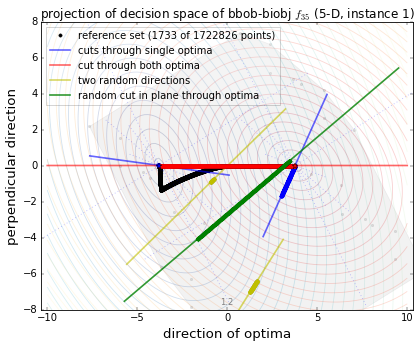 projection of decision space of bbob-biobj f35 (5-D, instance 1)
reference set (1733 of 1722826 points)
cuts through single optima
cut through both optima
two random directions
random cut in plane through optima
perpendicular direction
8
6
4
2
0
−2
−4
−6
−8
1.2
−10
−5
0
5
10
direction of optima